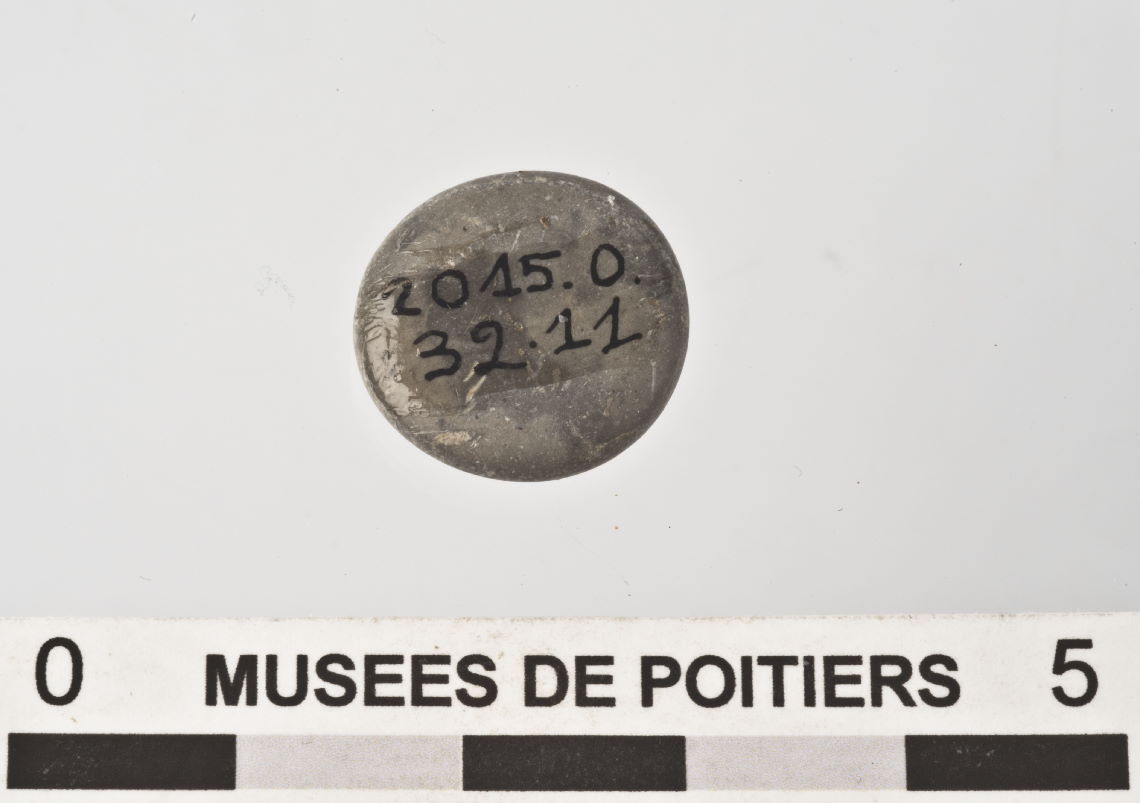 2015.0.
32.11
0 MUSEES DE POITIERS 5